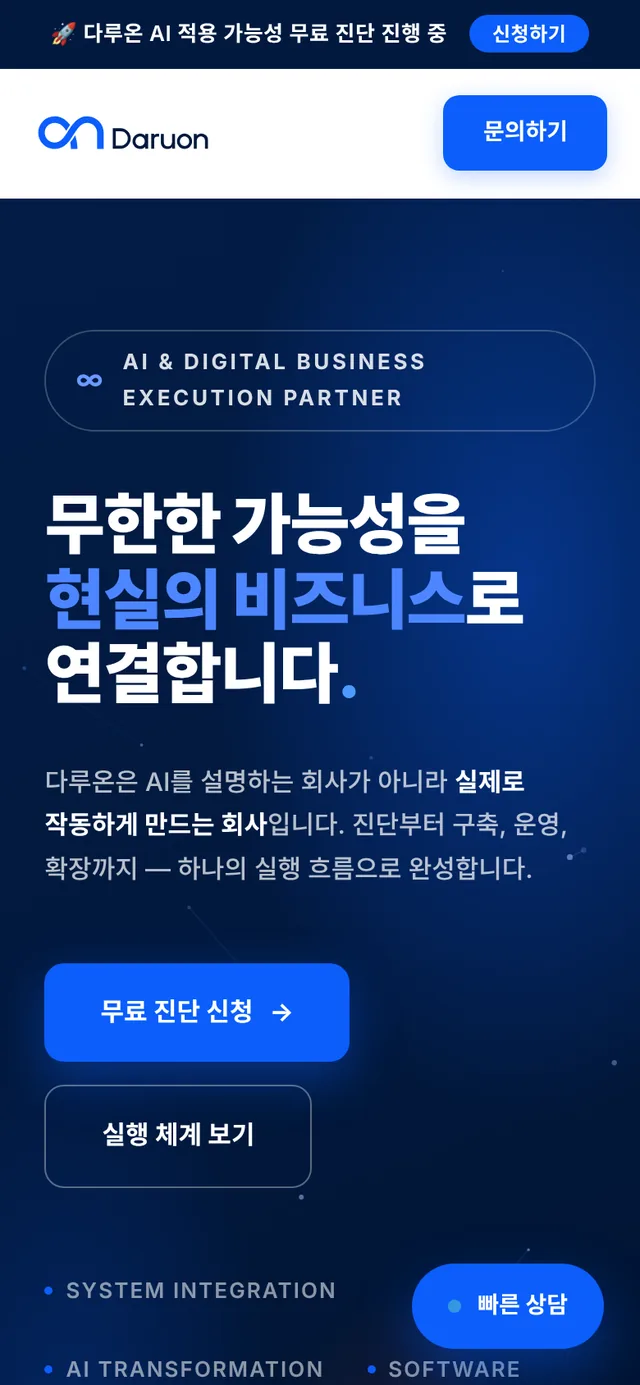 🚀 다루온 AI 적용 가능성 무료 진단 진행 중 신청하기
Daruon 문의하기
AI & DIGITAL BUSINESS
EXECUTION PARTNER
무한한 가능성을
현실의 비즈니스로
연결합니다.
다루온은 AI를 설명하는 회사가 아니라 실제로
작동하게 만드는 회사입니다. 진단부터 구축, 운영,
확장까지 — 하나의 실행 흐름으로 완성합니다.
무료 진단 신청 →
실행 체계 보기
SYSTEM INTEGRATION
빠른 상담
AI TRANSFORMATION
SOFTWARE